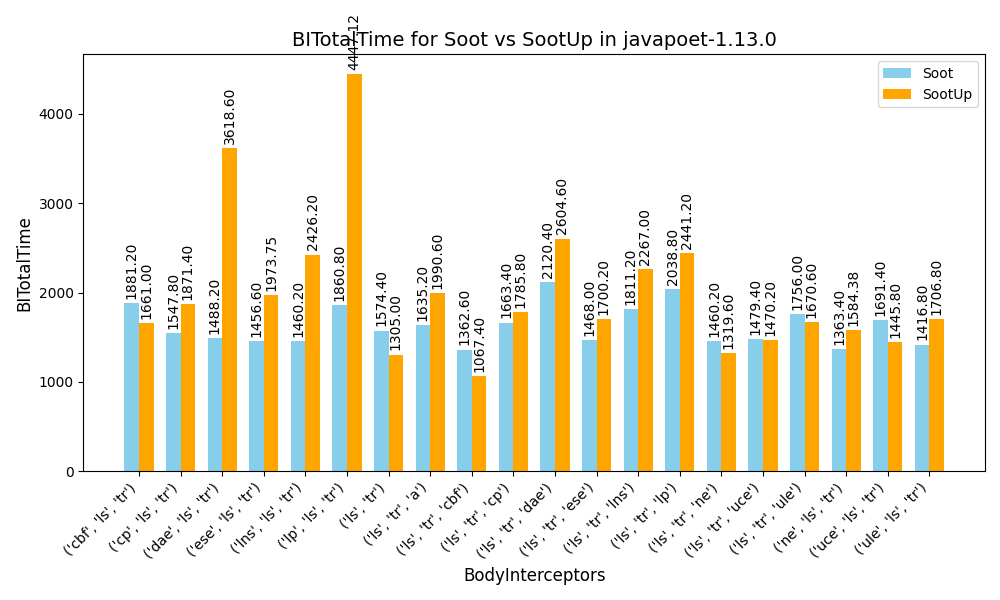 BITotalTime for Soot vs SootUp in javapoet-1.13.0
Soot
SootUp
BITotalTime
4000
3000
2000
1000
0
1881.20
1661.00
1547.80
1871.40
1488.20
3618.60
1456.60
1973.75
1460.20
2426.20
1860.80
4447.12
1574.40
1305.00
1635.20
1990.60
1362.60
1067.40
1663.40
1785.80
2120.40
2604.60
1468.00
1700.20
1811.20
2267.00
2038.80
2441.20
1460.20
1319.60
1479.40
1470.20
1756.00
1670.60
1363.40
1584.38
1691.40
1445.80
1416.80
1706.80
('cbf', 'ls', 'tr')
('cp', 'ls', 'tr')
('dae', 'ls', 'tr')
('ese', 'ls', 'tr')
('lns', 'ls', 'tr')
('lp', 'ls', 'tr')
('ls', 'tr')
('ls', 'tr', 'a')
('ls', 'tr', 'cbf')
('ls', 'tr', 'cp')
('ls', 'tr', 'dae')
('ls', 'tr', 'ese')
('ls', 'tr', 'lns')
('ls', 'tr', 'lp')
('ls', 'tr', 'ne')
('ls', 'tr', 'uce')
('ls', 'tr', 'ule')
('ne', 'ls', 'tr')
('uce', 'ls', 'tr')
('ule', 'ls', 'tr')
BodyInterceptors